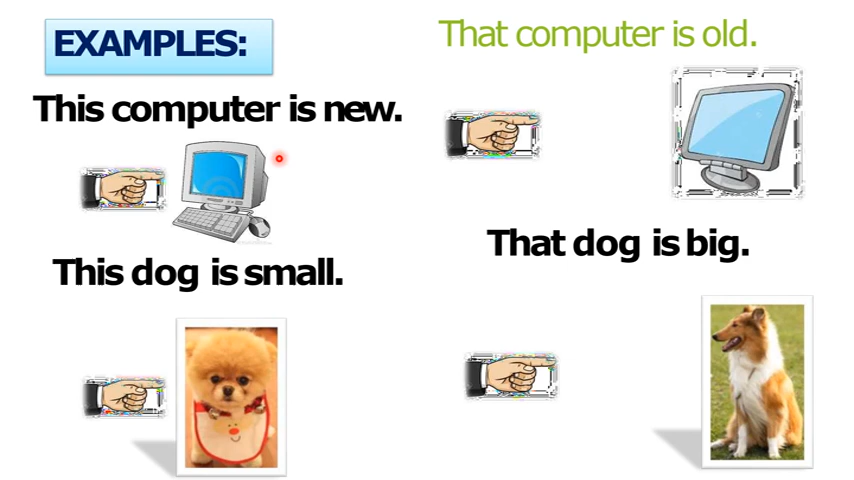 EXAMPLES:
This computer is new.
This dog is small.
That computer is old.
That dog is big.